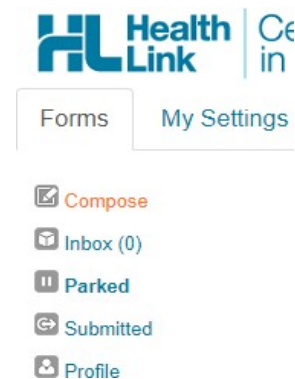 Health Ce
Link in
Forms My Settings
Compose
Inbox (0)
Parked
Submitted
Profile